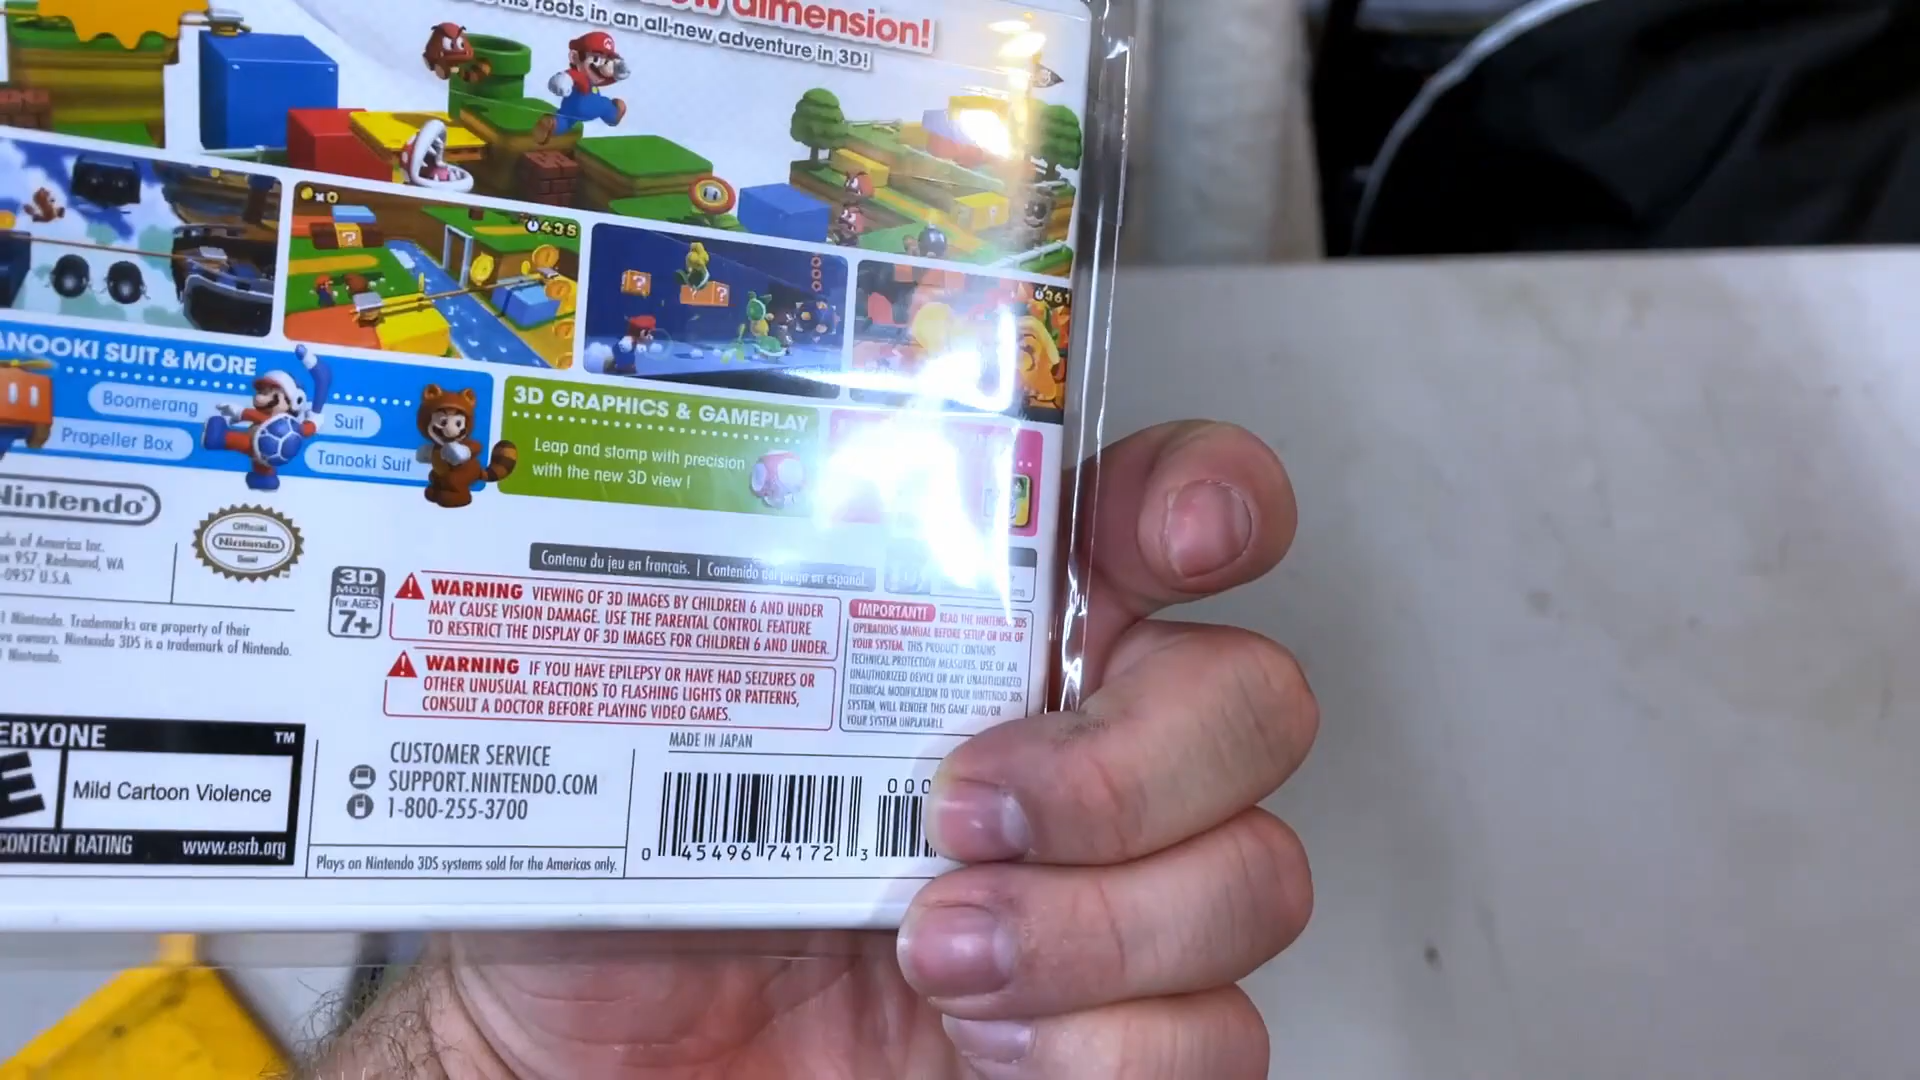 dimension!
his roots in an all-new adventure in 3D!
x0
435
361
TANOOKI SUIT & MORE
Boomerang
Suit
Propeller Box
Tanooki Suit
3D GRAPHICS & GAMEPLAY
Leap and stomp with precision
with the new 3D view !
Nintendo®
of America Inc.
957, Redmond, WA
-0957 U.S.A.
Official
Nintendo
Seal
Contenu du jeu en français. | Contenido del juego en español.
3D
MODE
for AGES
7+
WARNING VIEWING OF 3D IMAGES BY CHILDREN 6 AND UNDER
MAY CAUSE VISION DAMAGE. USE THE PARENTAL CONTROL FEATURE
TO RESTRICT THE DISPLAY OF 3D IMAGES FOR CHILDREN 6 AND UNDER.
WARNING IF YOU HAVE EPILEPSY OR HAVE HAD SEIZURES OR
OTHER UNUSUAL REACTIONS TO FLASHING LIGHTS OR PATTERNS,
CONSULT A DOCTOR BEFORE PLAYING VIDEO GAMES.
IMPORTANT! READ THE NINTENDO 3DS
OPERATIONS MANUAL BEFORE SETUP OR USE OF
YOUR SYSTEM. THIS PRODUCT CONTAINS
TECHNICAL PROTECTION MEASURES. USE OF AN
UNAUTHORIZED DEVICE OR ANY UNAUTHORIZED
TECHNICAL MODIFICATION TO YOUR NINTENDO 3DS
SYSTEM, WILL RENDER THIS GAME AND/OR
YOUR SYSTEM UNPLAYABLE.
Nintendo. Trademarks are property of their
owners. Nintendo 3DS is a trademark of Nintendo.
Nintendo.
MADE IN JAPAN
ERYONE TM
E
Mild Cartoon Violence
CONTENT RATING www.esrb.org
CUSTOMER SERVICE
SUPPORT.NINTENDO.COM
1-800-255-3700
Plays on Nintendo 3DS systems sold for the Americas only.
000
0 45496 74172 3